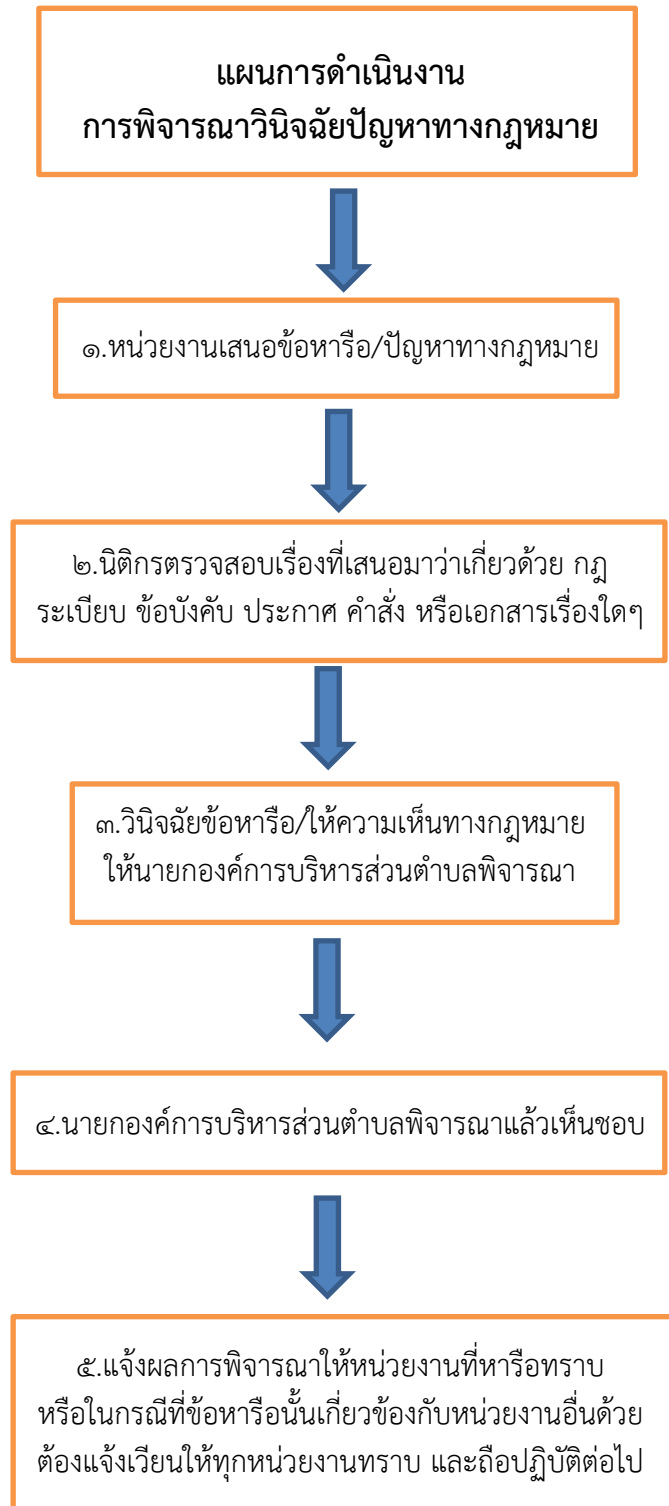 แผนการดำเนินงาน
การพิจารณาวินิจฉัยปัญหาทางกฎหมาย
๑.หน่วยงานเสนอข้อหารือ/ปัญหาทางกฎหมาย
๒.นิติกรตรวจสอบเรื่องที่เสนอมาว่าเกี่ยวด้วย กฎ
ระเบียบ ข้อบังคับ ประกาศ คำสั่ง หรือเอกสารเรื่องใดๆ
๓.วินิจฉัยข้อหารือ/ให้ความเห็นทางกฎหมาย
ให้นายกองค์การบริหารส่วนตำบลพิจารณา
๔.นายกองค์การบริหารส่วนตำบลพิจารณาแล้วเห็นชอบ
๕.แจ้งผลการพิจารณาให้หน่วยงานที่หารือทราบ
หรือในกรณีที่ข้อหารือนั้นเกี่ยวข้องกับหน่วยงานอื่นด้วย
ต้องแจ้งเวียนให้ทุกหน่วยงานทราบ และถือปฏิบัติต่อไป